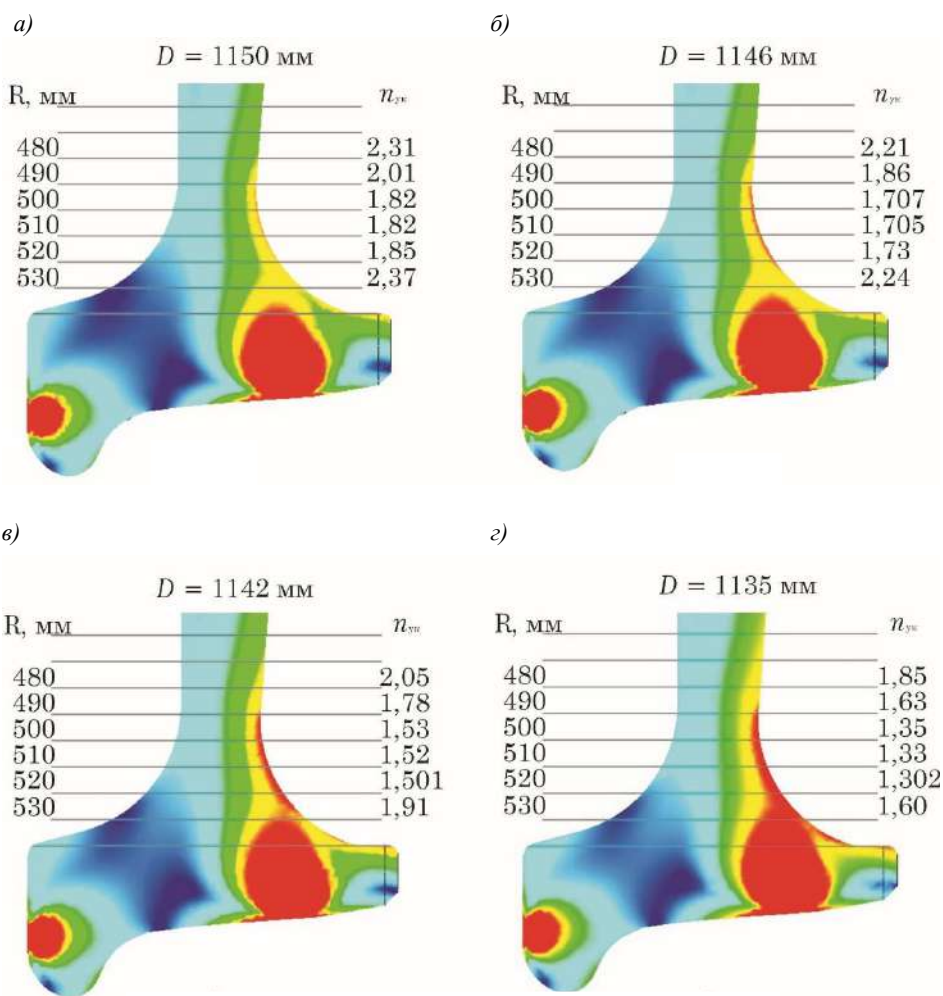 а)
D = 1150 мм
R, мм nук
480 2,31
490 2,01
500 1,82
510 1,82
520 1,85
530 2,37
б)
D = 1146 мм
R, мм nук
480 2,21
490 1,86
500 1,707
510 1,705
520 1,73
530 2,24
в)
D = 1142 мм
R, мм nук
480 2,05
490 1,78
500 1,53
510 1,52
520 1,501
530 1,91
г)
D = 1135 мм
R, мм nук
480 1,85
490 1,63
500 1,35
510 1,33
520 1,302
530 1,60